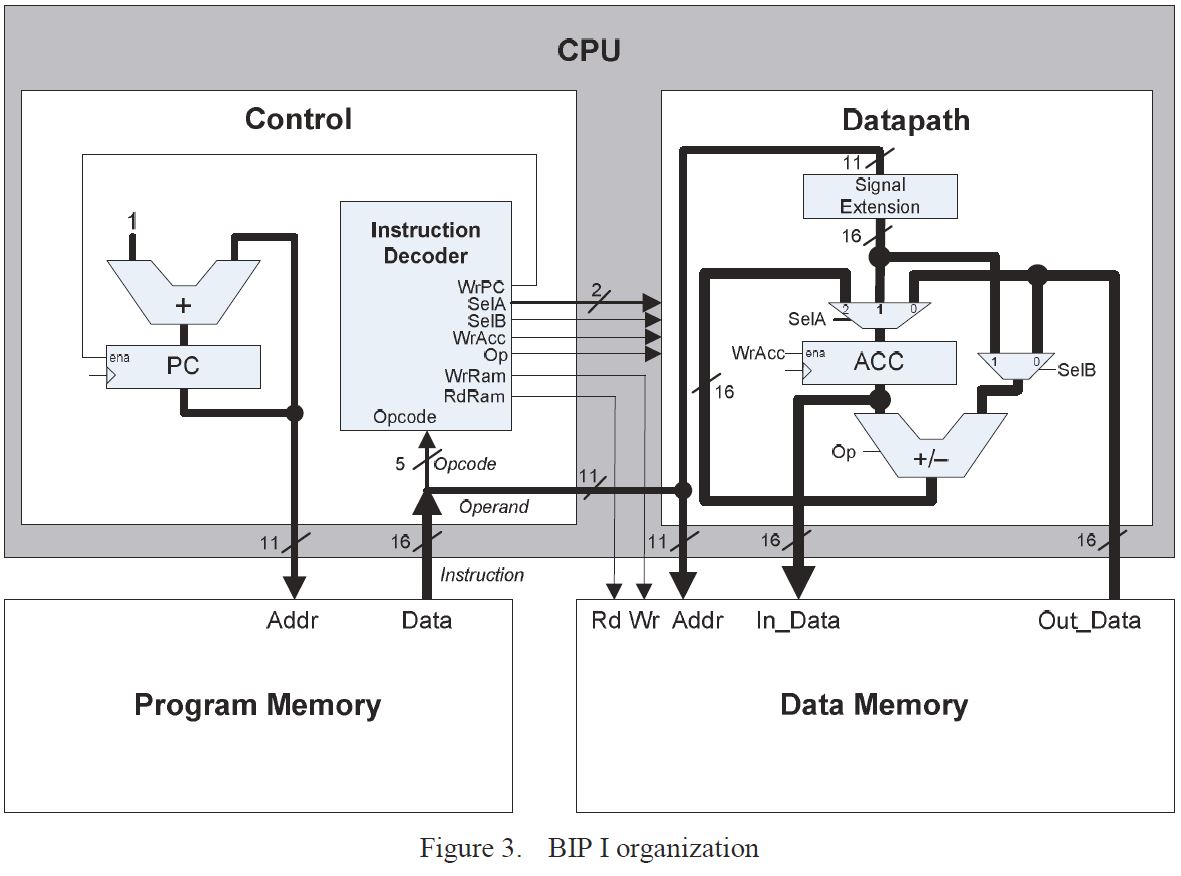 CPU
Control
Datapath
1
+
ena
PC
Instruction
Decoder
WrPC
SelA
SelB
WrAcc
Op
WrRam
RdRam
Opcode
2
5
Opcode
11
Operand
11
16
Instruction
11
Signal
Extension
16
2 1 0
SelA
WrAcc
ena
ACC
1 0
SelB
16
Op
+/–
11
16
16
Addr
Data
Program Memory
Rd Wr Addr
In_Data
Out_Data
Data Memory
Figure 3. BIP I organization